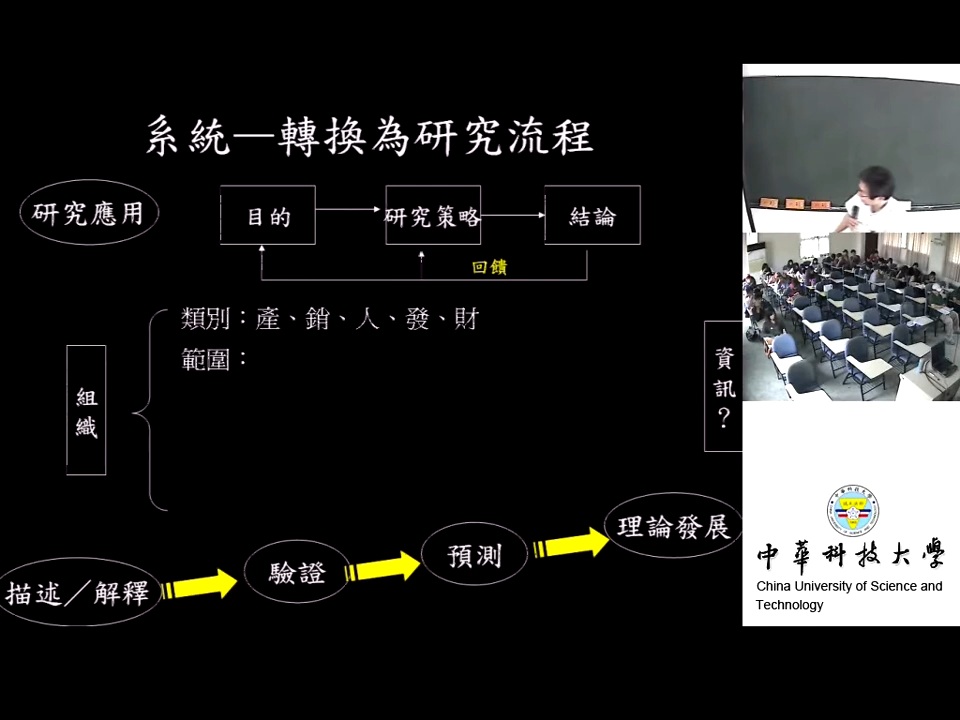 系統—轉換為研究流程
研究應用
目的
研究策略
結論
回饋
類別：產、銷、人、發、財
範圍：
組織
資訊？
描述／解釋
驗證
預測
理論發展
中華科技大學
China University of Science and
Technology